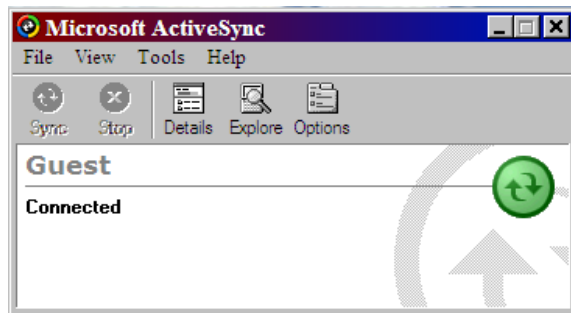 Microsoft ActiveSync
File View Tools Help
Sync Stop Details Explore Options
Guest
Connected